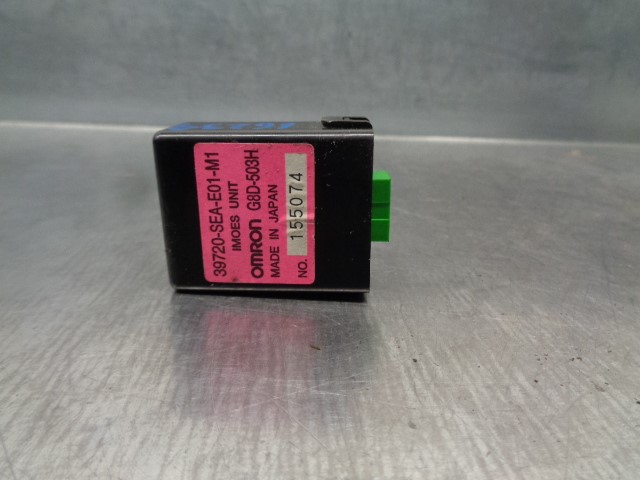 39720-SEA-E01-M1
IMOES UNIT
OMRON G8D-503H
MADE IN JAPAN
NO. 155074